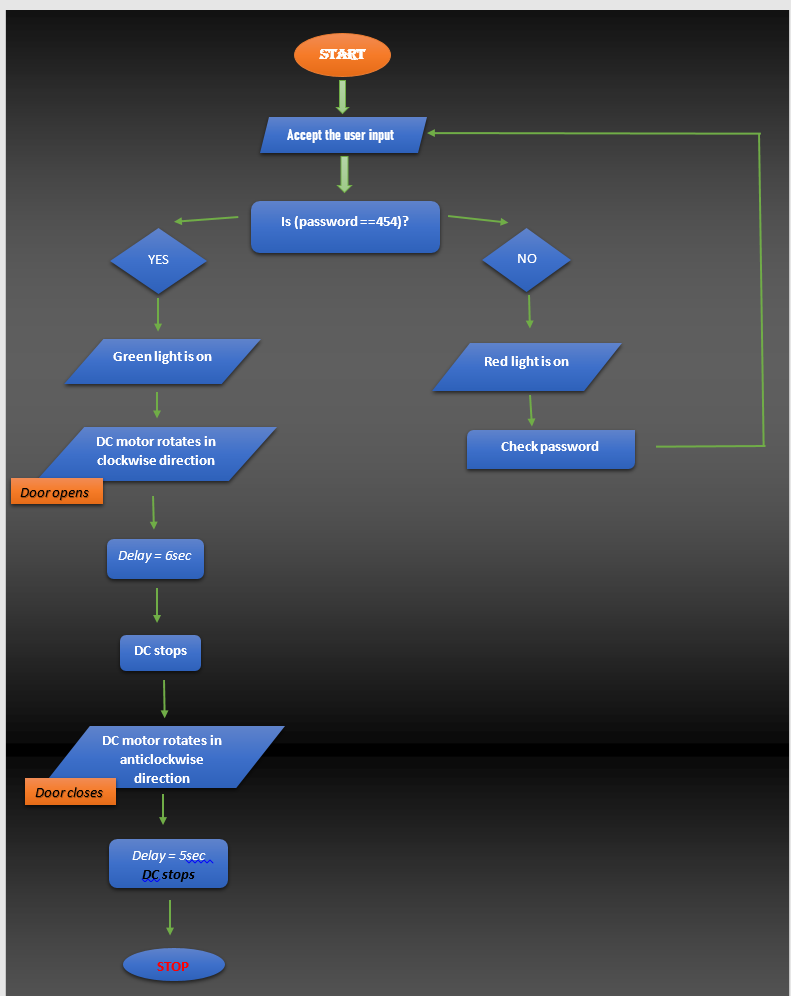 START
Accept the user input
Is (password ==454)?
YES
NO
Green light is on
Red light is on
DC motor rotates in
clockwise direction
Check password
Door opens
Delay = 6sec
DC stops
DC motor rotates in
anticlockwise
direction
Door closes
Delay = 5sec
DC stops
STOP